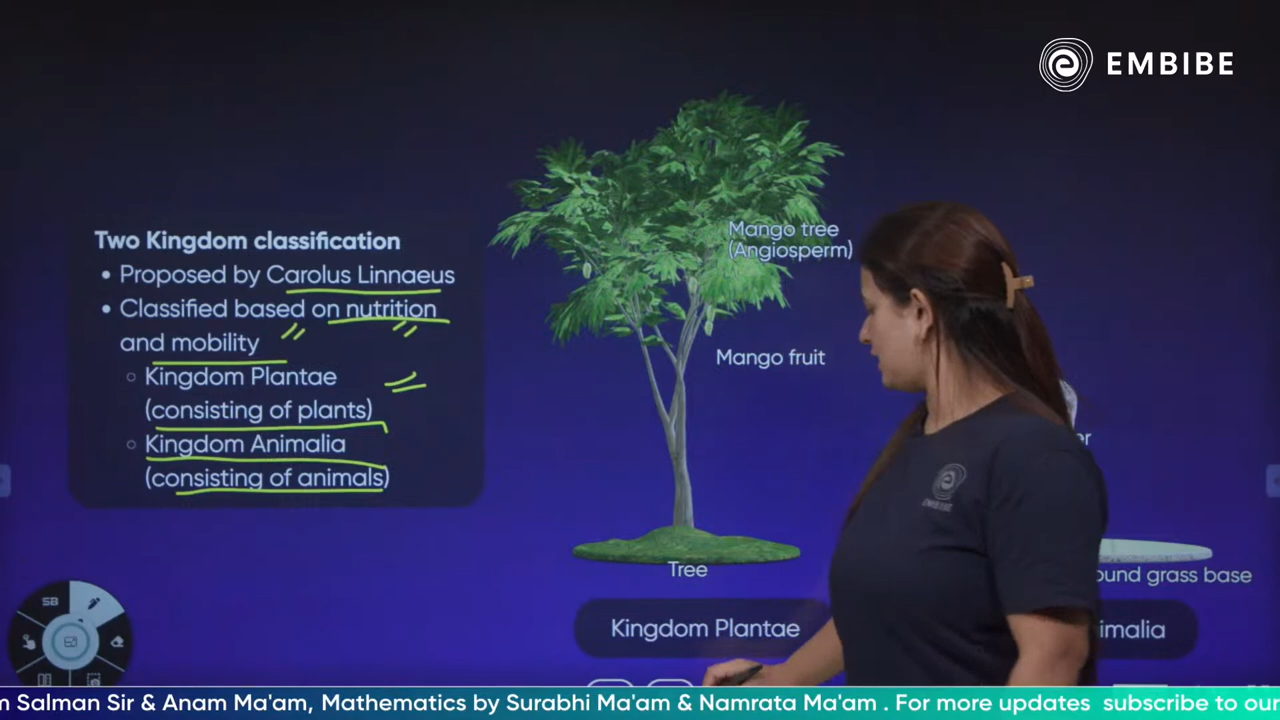 EMBIBE
Two Kingdom classification
• Proposed by Carolus Linnaeus
• Classified based on nutrition
and mobility
○ Kingdom Plantae
(consisting of plants)
○ Kingdom Animalia
(consisting of animals)
Mango tree
(Angiosperm)
Mango fruit
er
Tree
ound grass base
Kingdom Plantae
imalia
SB
m Salman Sir & Anam Ma'am, Mathematics by Surabhi Ma'am & Namrata Ma'am . For more updates subscribe to our